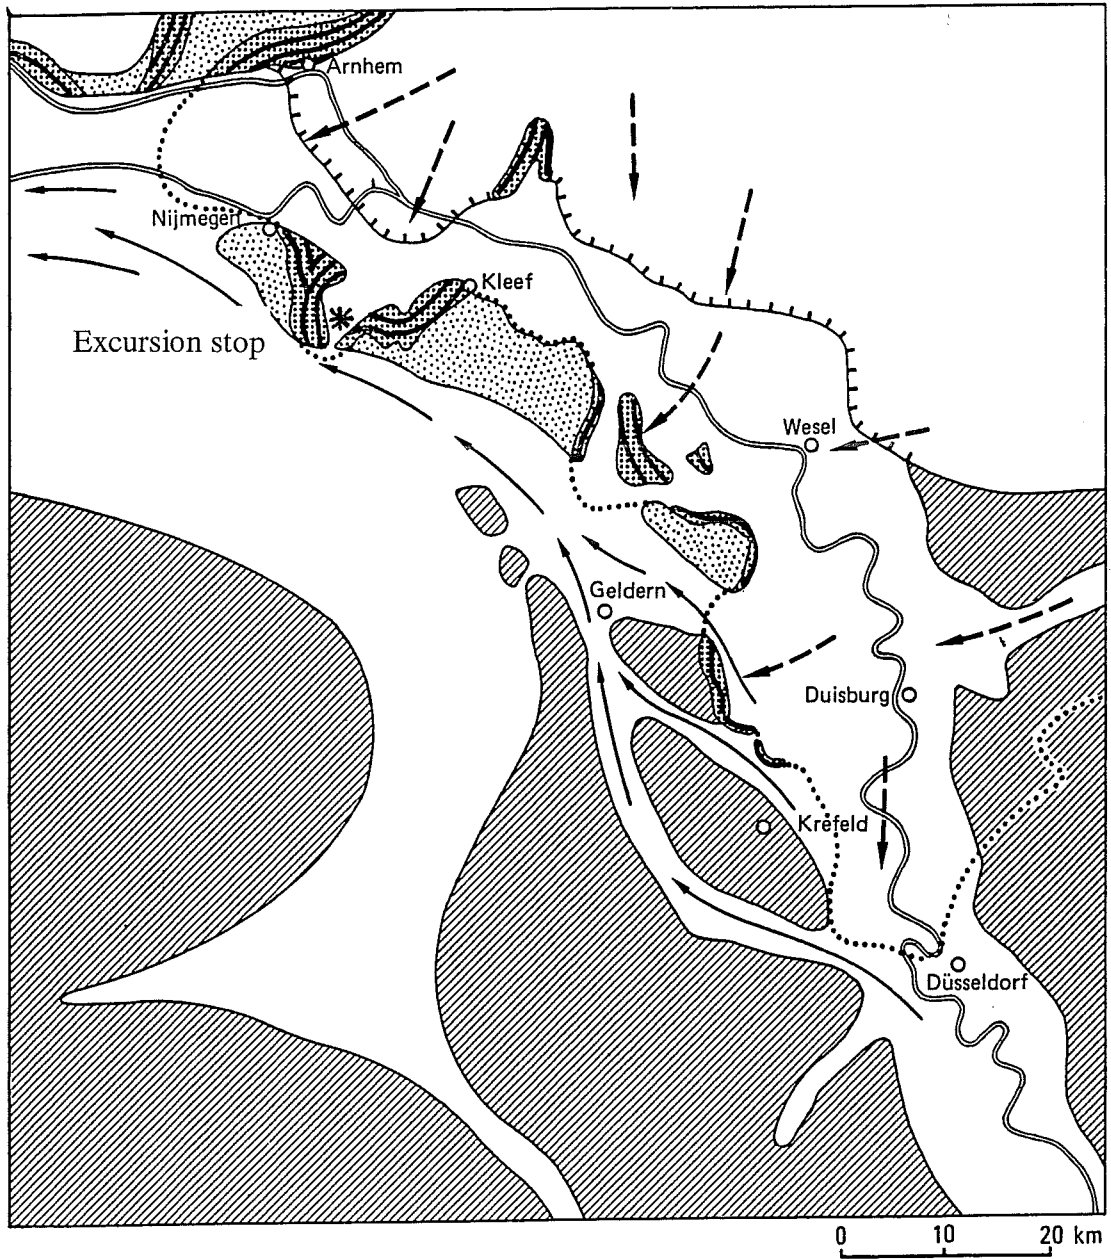 Arnhem
Nijmegen
Kleef
Excursion stop
Wesel
Geldern
Duisburg
Krefeld
Düsseldorf
0 10 20 km